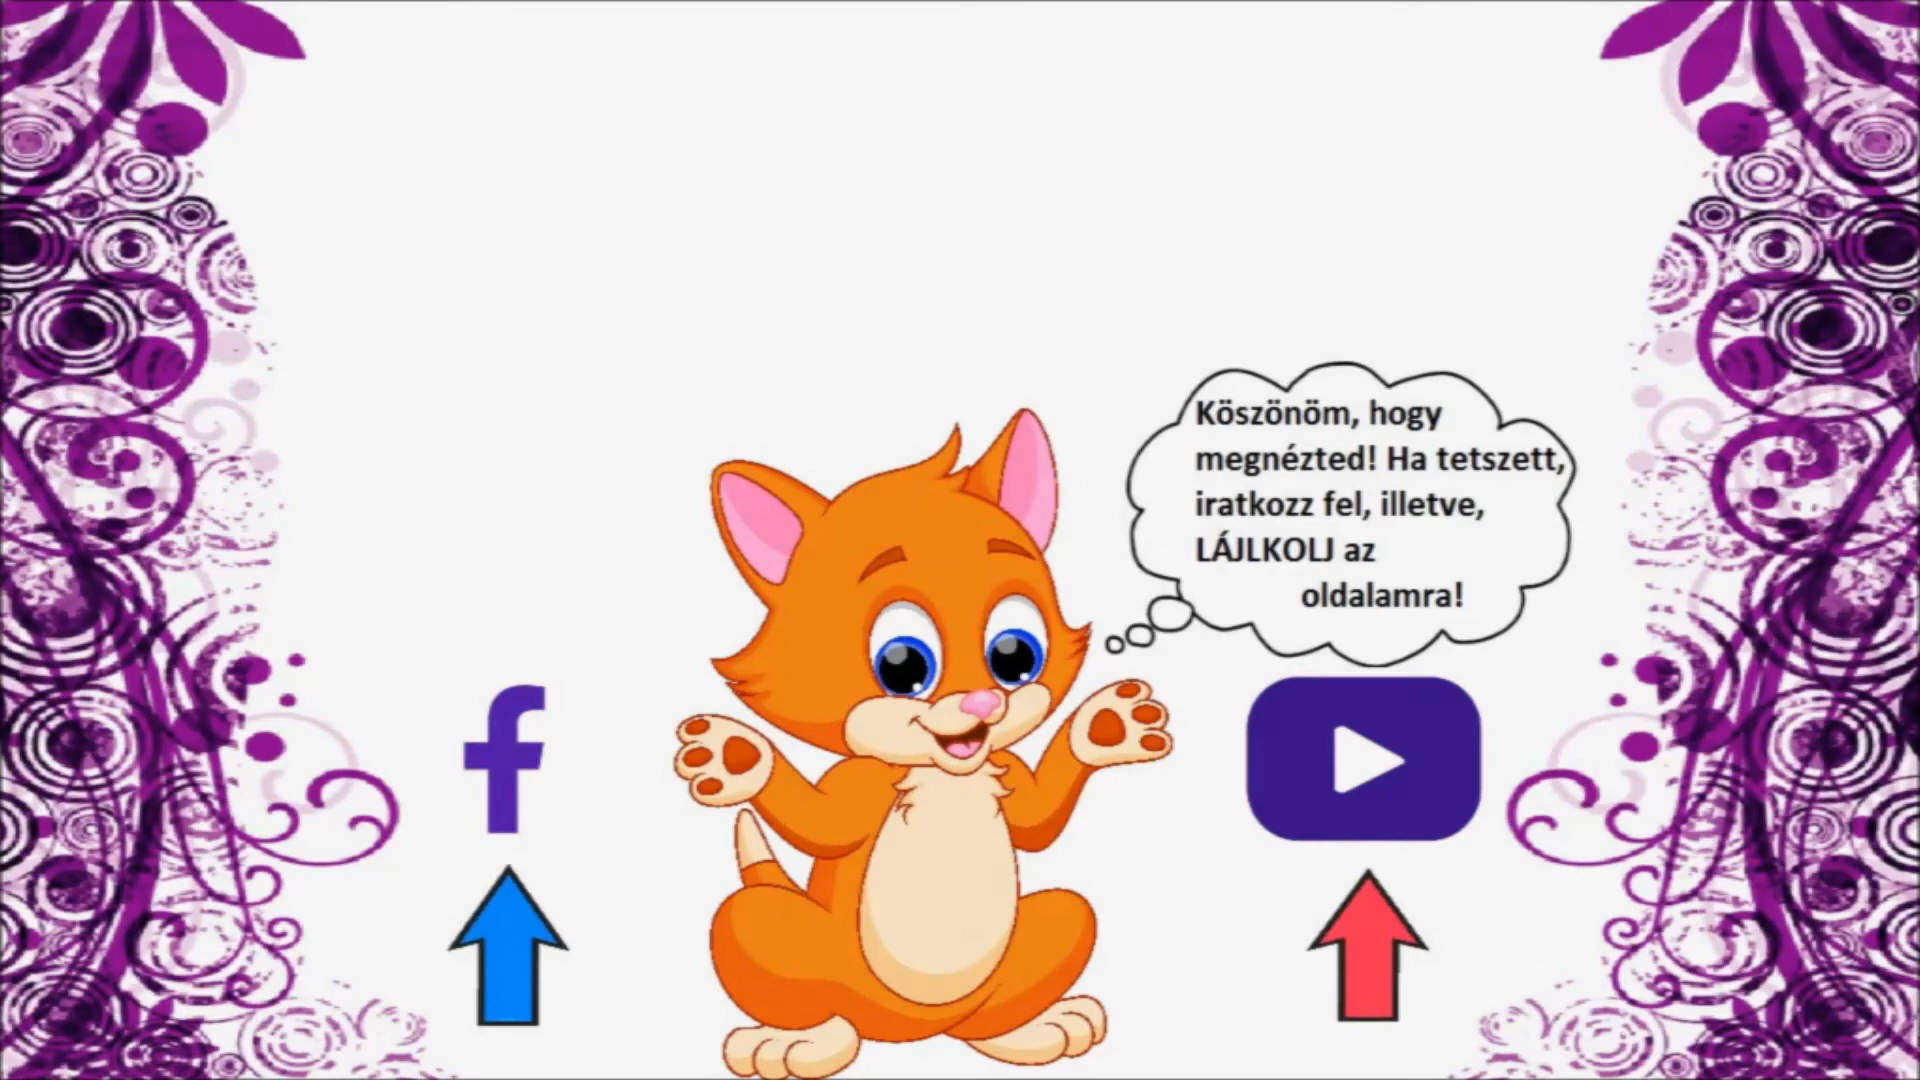 Köszönöm, hogy
megnézted! Ha tetszett,
iratkozz fel, illetve,
LÁJLKOLJ az
oldalamra!